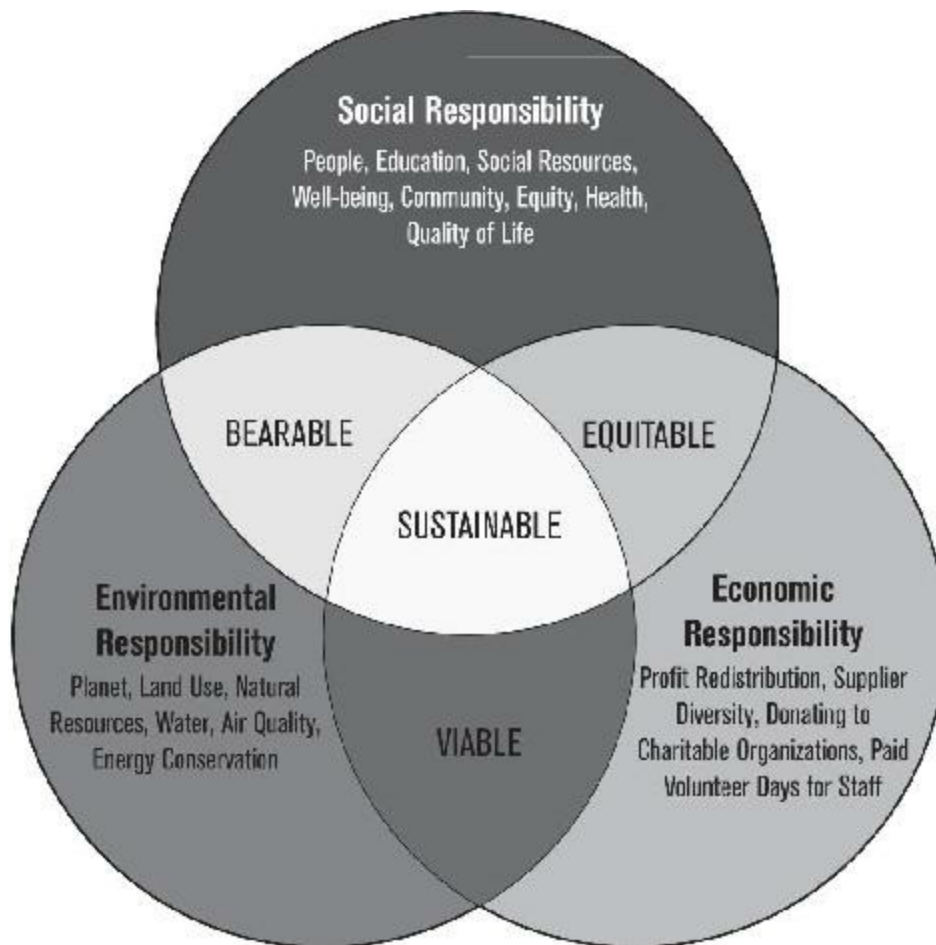 Social Responsibility
People, Education, Social Resources,
Well-being, Community, Equity, Health,
Quality of Life
BEARABLE
EQUITABLE
SUSTAINABLE
Environmental
Responsibility
Planet, Land Use, Natural
Resources, Water, Air Quality,
Energy Conservation
Economic
Responsibility
Profit Redistribution, Supplier
Diversity, Donating to
Charitable Organizations, Paid
Volunteer Days for Staff
VIABLE